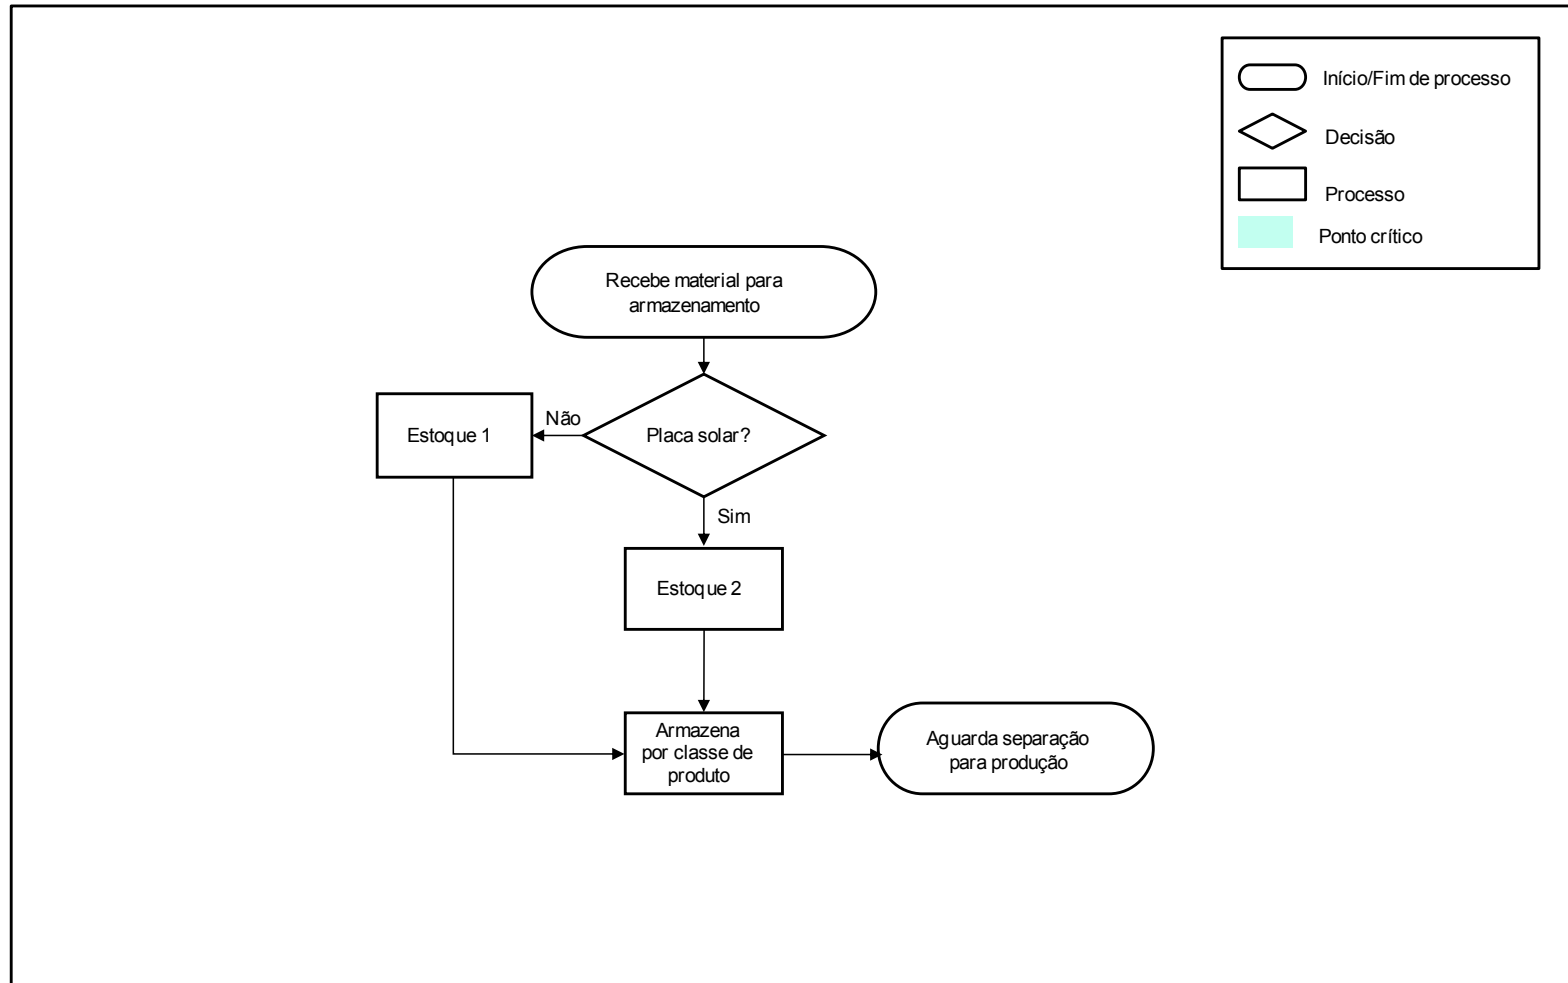 Início/Fim de processo
Decisão
Processo
Ponto crítico
Recebe material para
armazenamento
Não
Estoque 1
Placa solar?
Sim
Estoque 2
Armazena
por classe de
produto
Aguarda separação
para produção